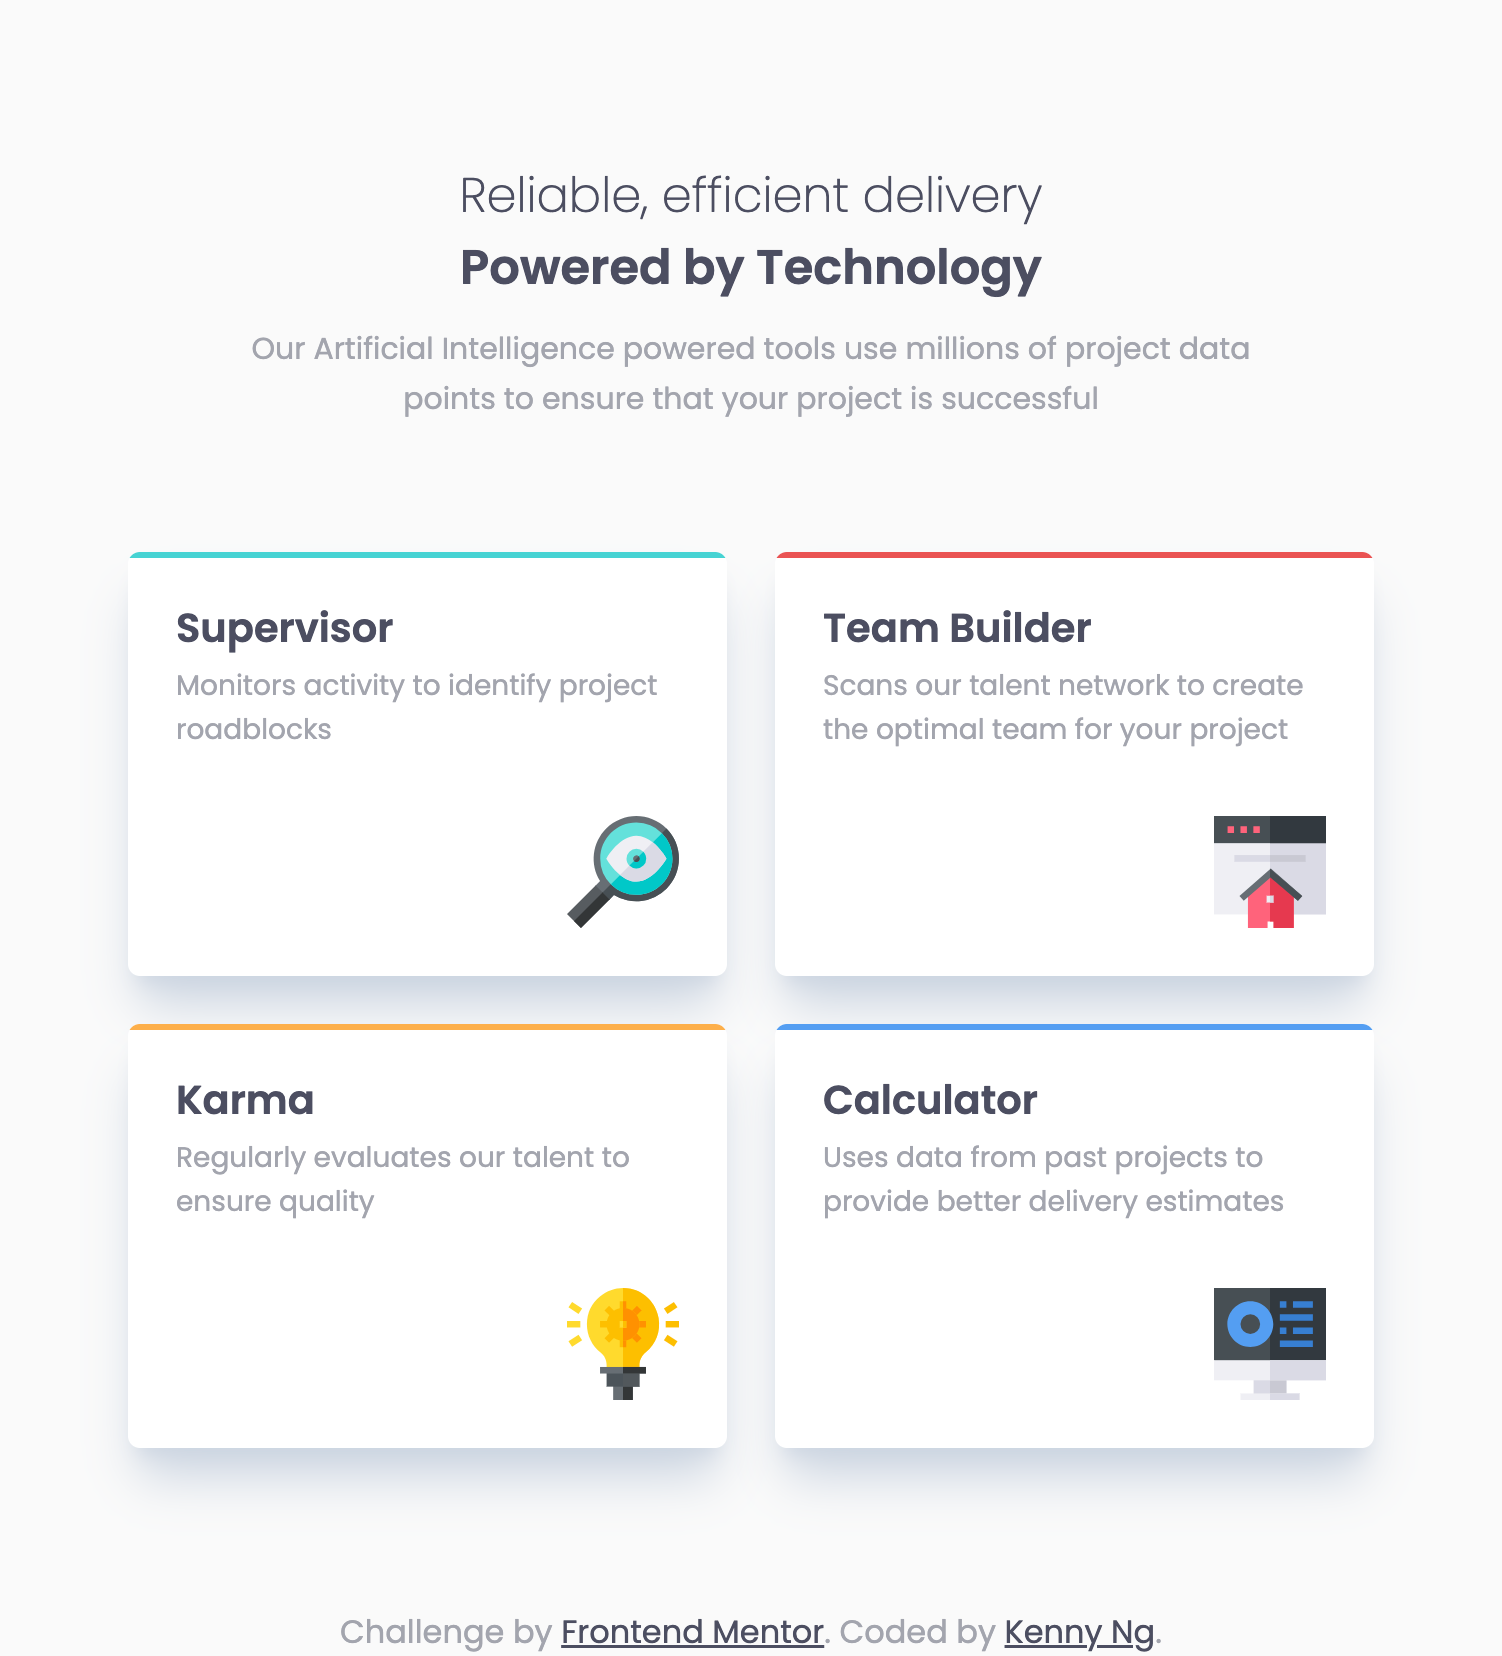 Reliable, efficient delivery
Powered by Technology
Our Artificial Intelligence powered tools use millions of project data
points to ensure that your project is successful
Supervisor
Monitors activity to identify project
roadblocks
Team Builder
Scans our talent network to create
the optimal team for your project
Karma
Regularly evaluates our talent to
ensure quality
Calculator
Uses data from past projects to
provide better delivery estimates
Challenge by Frontend Mentor. Coded by Kenny Ng.